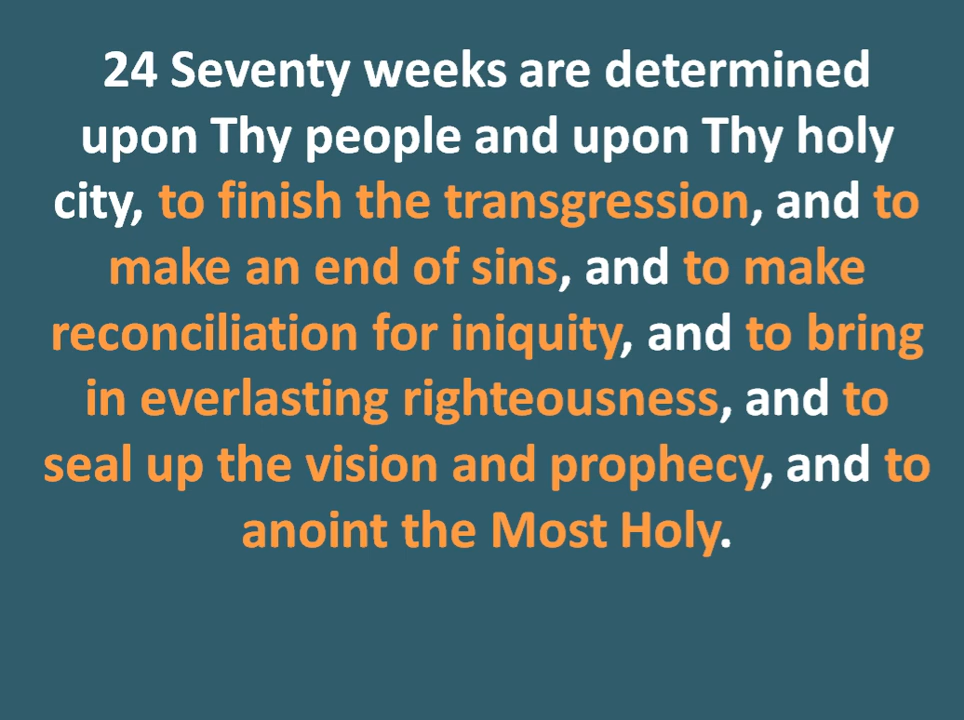 24 Seventy weeks are determined
upon Thy people and upon Thy holy
city, to finish the transgression, and to
make an end of sins, and to make
reconciliation for iniquity, and to bring
in everlasting righteousness, and to
seal up the vision and prophecy, and to
anoint the Most Holy.